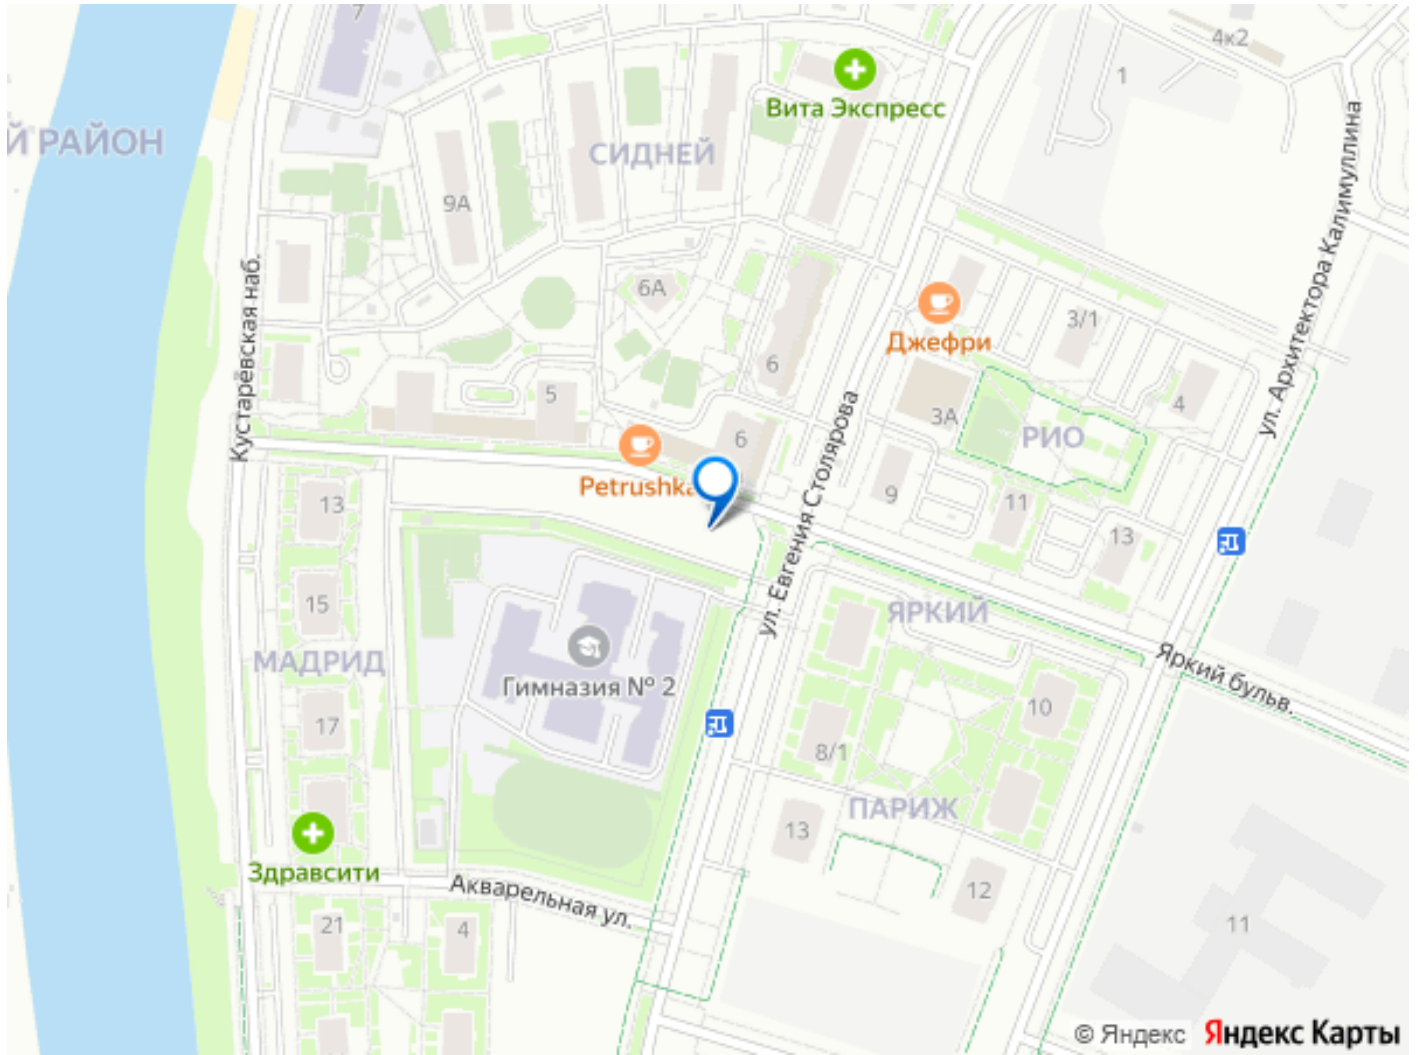 7
4к2
1
Вита Экспресс
Й РАЙОН
СИДНЕЙ
9А
ул. Архитектора Калимуллина
Кустарёвская наб.
6А
3/1
Джефри
6
5
4
3А
РИО
6
ул. Евгения Столярова
Petrushka
9
11
13
13
15
ЯРКИЙ
МАДРИД
Яркий бульв.
Гимназия № 2
17
10
8/1
ПАРИЖ
13
Здравсити
Акварельная ул.
12
21
4
11
© Яндекс Яндекс Карты